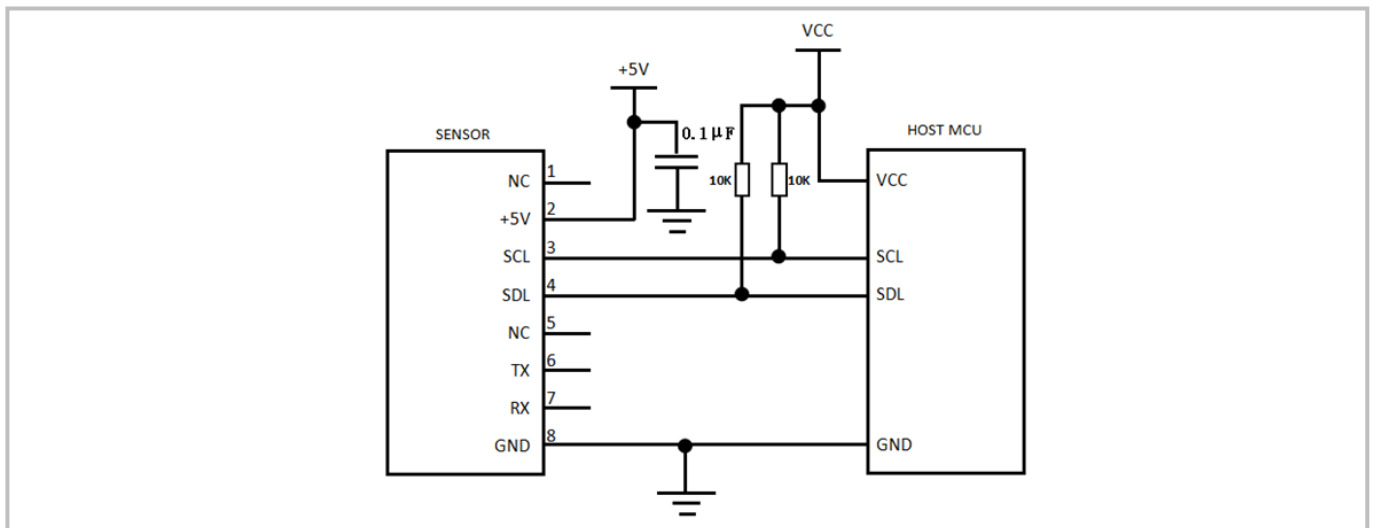 VCC
+5V
0.1μF
SENSOR
HOST MCU
10K
10K
NC
1
VCC
+5V
2
SCL
3
SCL
SDL
4
SDL
NC
5
TX
6
RX
7
GND
8
GND